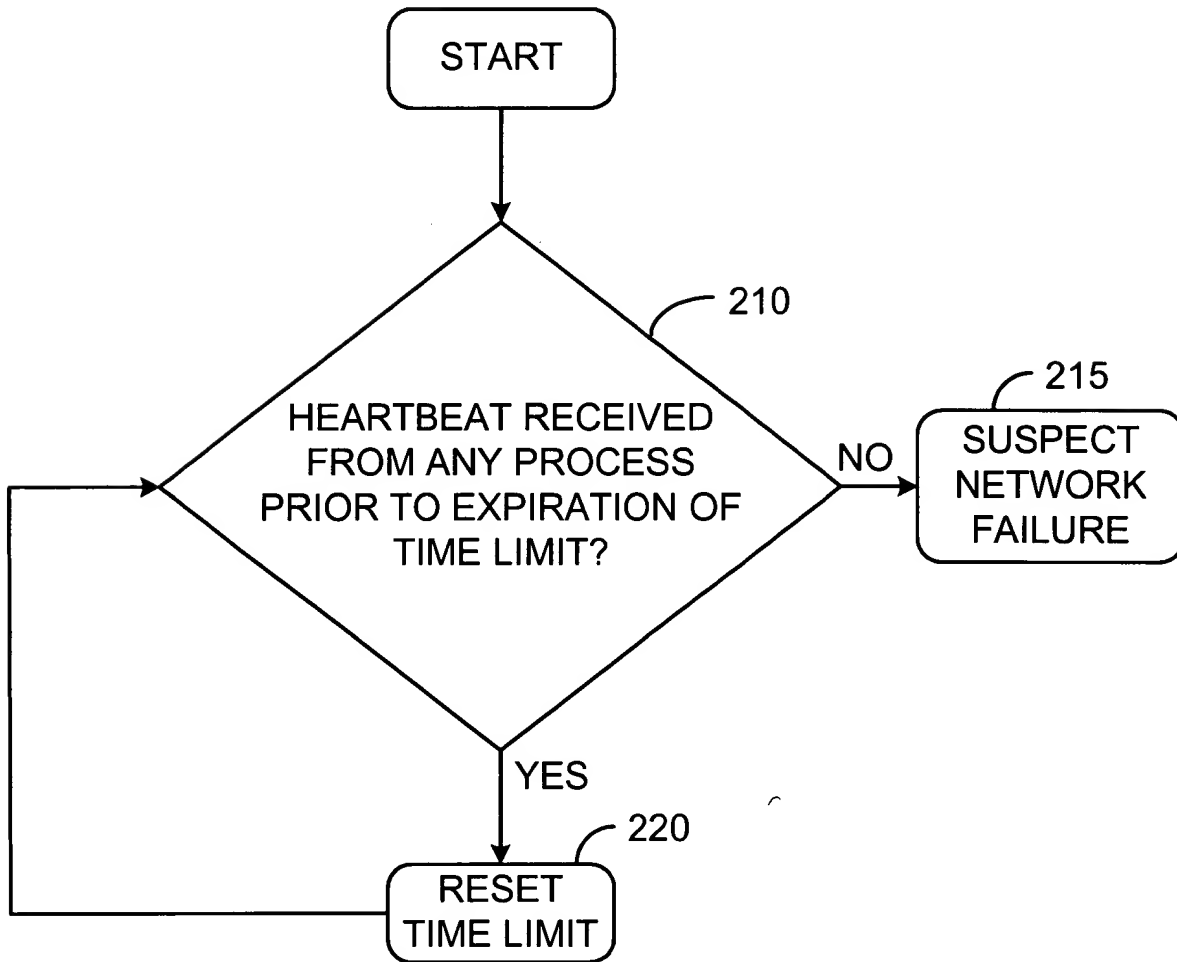 START
210
HEARTBEAT RECEIVED
FROM ANY PROCESS
PRIOR TO EXPIRATION OF
TIME LIMIT?
NO
215
SUSPECT
NETWORK
FAILURE
YES
220
RESET
TIME LIMIT